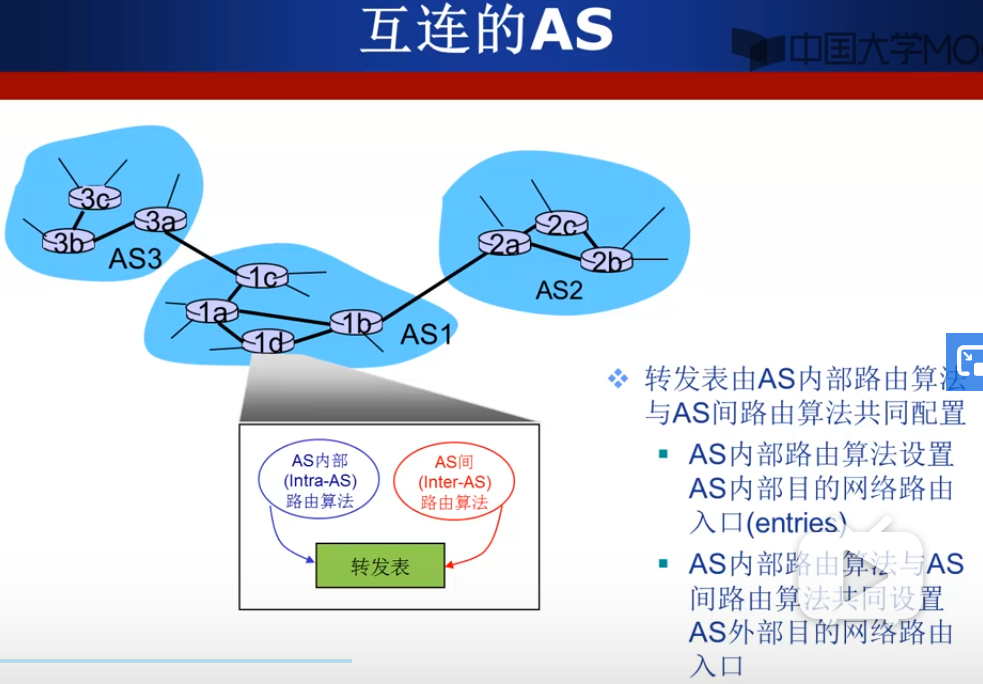 互连的AS
中国大学MO
3c
3a
3b
AS3
2c
2a
2b
AS2
1c
1a
1b
1d
AS1
转发表由AS内部路由算法
与AS间路由算法共同配置
AS内部路由算法设置
AS内部目的网络路由
入口(entries)
AS内部路由算法与AS
间路由算法共同设置
AS外部目的网络路由
入口
AS内部
(Intra-AS)
路由算法
AS间
(Inter-AS)
路由算法
转发表